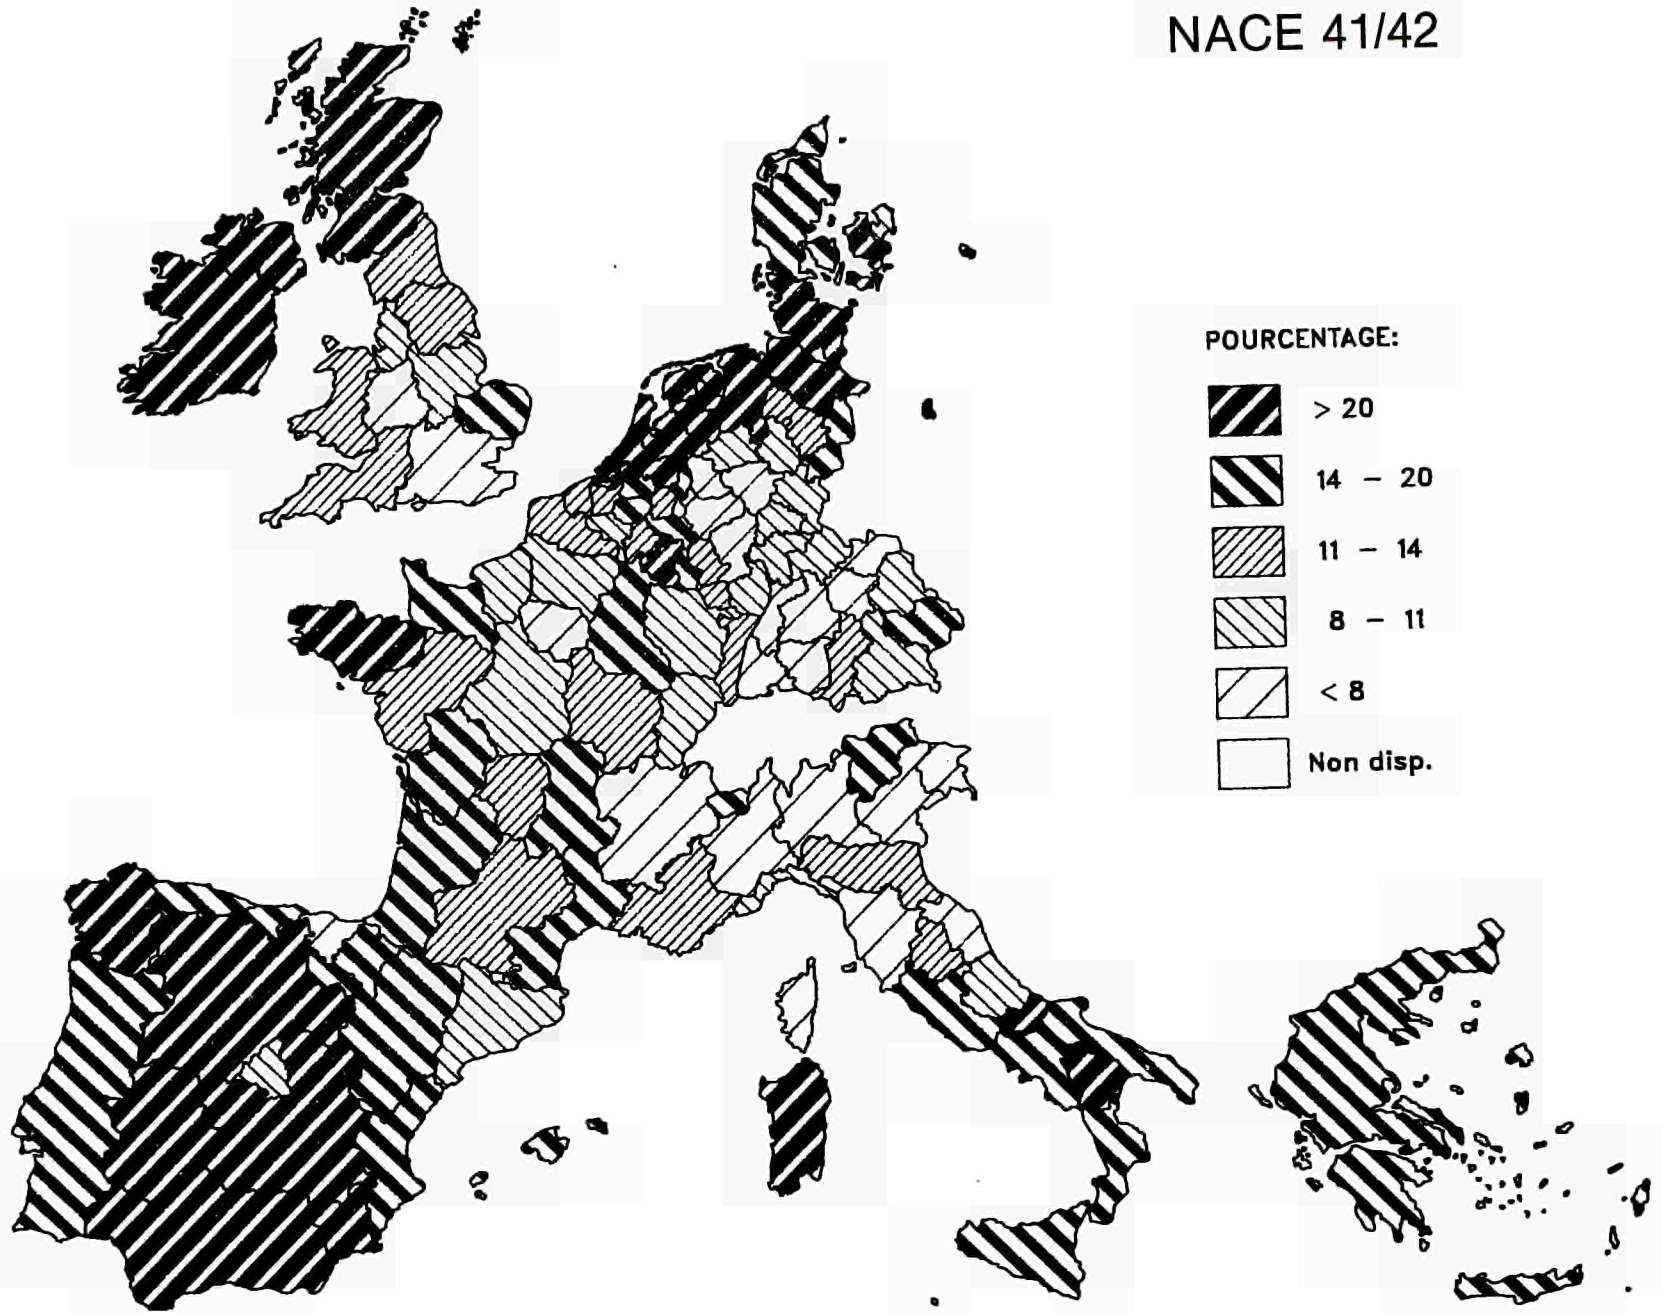 NACE 41/42
POURCENTAGE:
> 20
14 – 20
11 – 14
8 – 11
< 8
Non disp.